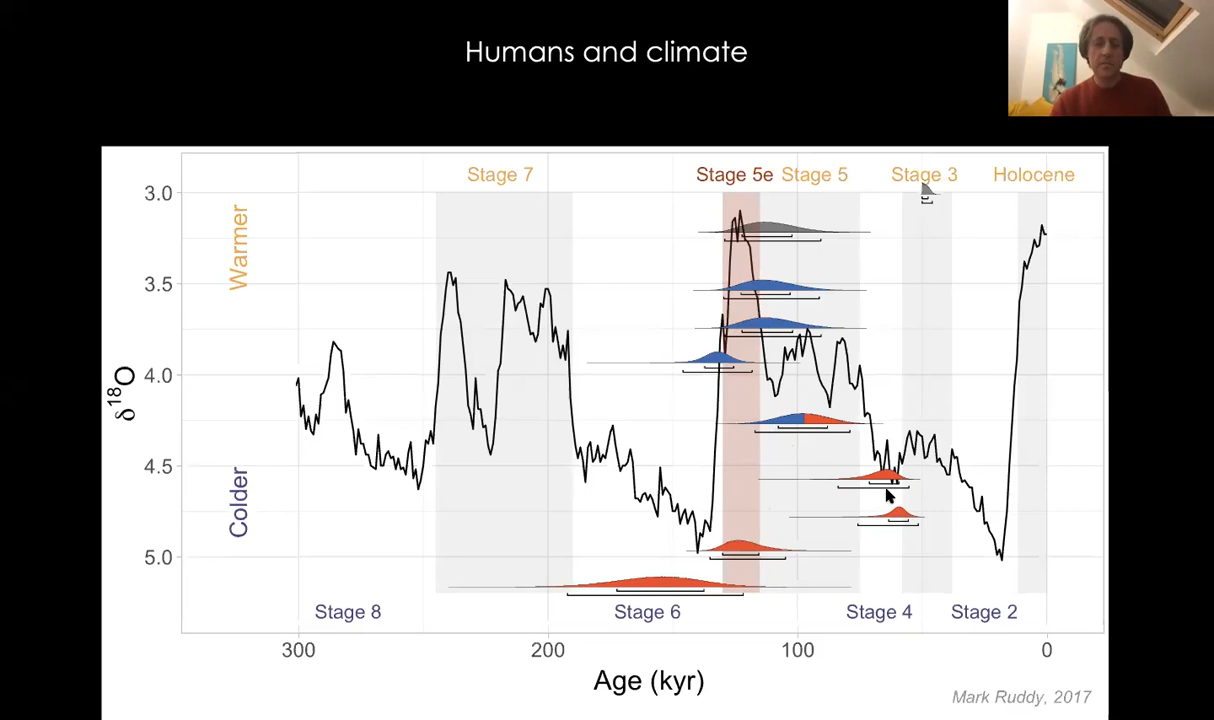 Humans and climate
Stage 7
Stage 5e
Stage 5
Stage 3
Holocene
3.0
3.5
4.0
4.5
5.0
Warmer
Colder
δ18O
Stage 8
Stage 6
Stage 4
Stage 2
300
200
100
0
Age (kyr)
Mark Ruddy, 2017